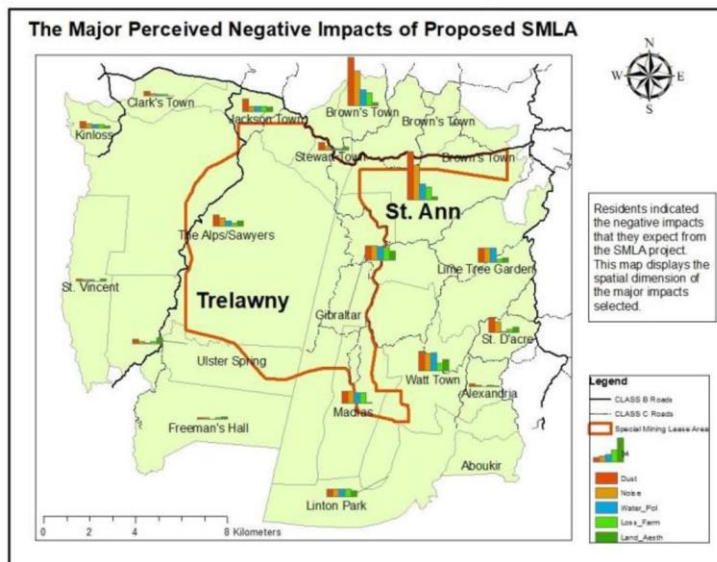 The Major Perceived Negative Impacts of Proposed SMLA
N
W E
S
Clark's Town
Kinloss
Jackson Town
Brown's Town
Brown's Town
Stewart Town
Brown's Town
St. Ann
The Alps/Sawyers
Lime Tree Garden
St. Vincent
Trelawny
Gibraltar
St. D'acre
Ulster Spring
Watt Town
Alexandria
Madras
Freeman's Hall
Aboukir
Linton Park
0 2 4 8 Kilometers
Residents indicated
the negative impacts
that they expect from
the SMLA project.
This map displays the
spatial dimension of
the major impacts
selected.
Legend
CLASS B Roads
CLASS C Roads
Special Mining Lease Area
Dust
Noise
Water_Pol
Loss_Farm
Land_Aesth